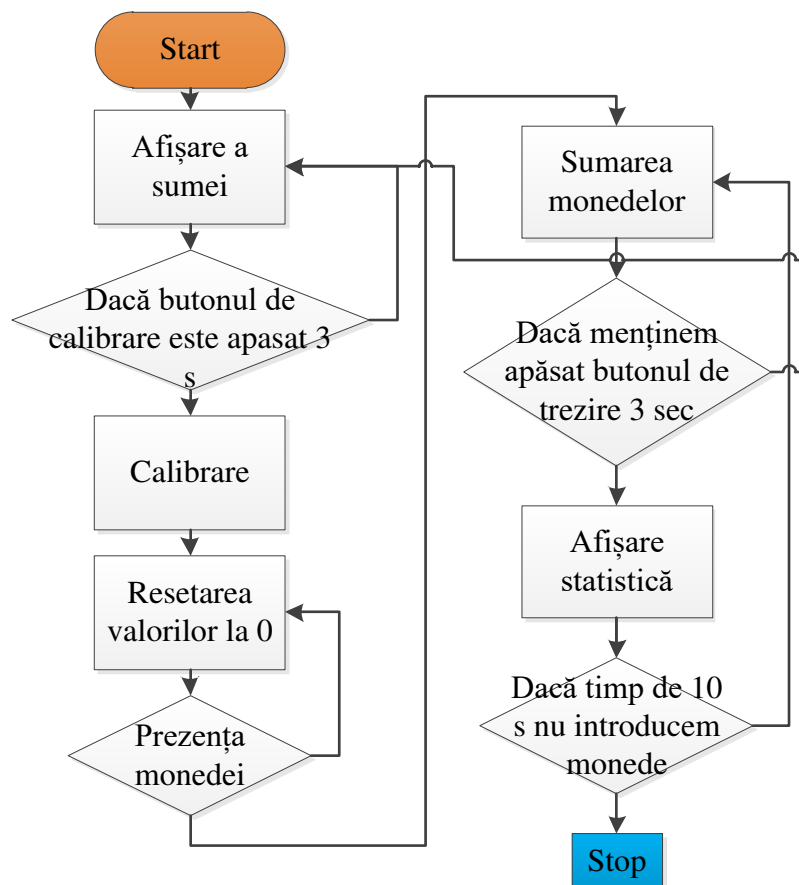 Start
Afișare a
sumei
Dacă butonul de
calibrare este apasat 3
s
Calibrare
Resetarea
valorilor la 0
Prezența
monedei
Sumarea
monedelor
Dacă menținem
apăsat butonul de
trezire 3 sec
Afișare
statistică
Dacă timp de 10
s nu introducem
monede
Stop